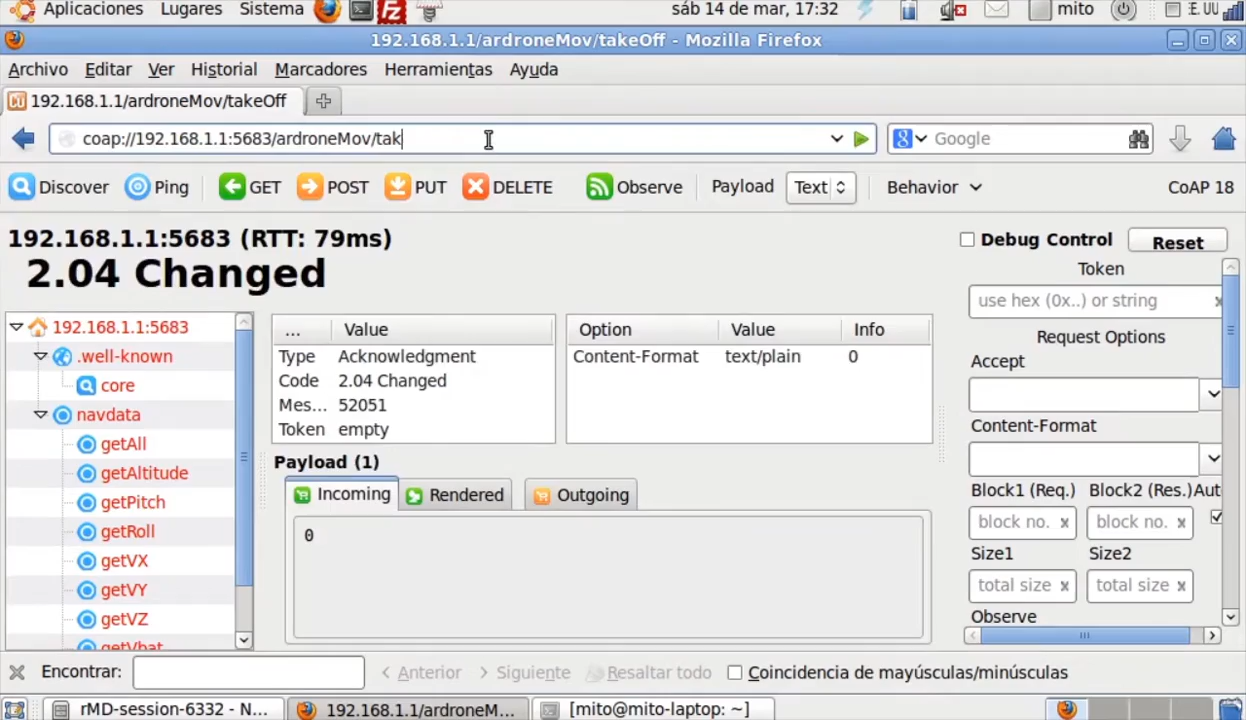 Aplicaciones Lugares Sistema sáb 14 de mar, 17:32 mito E.UU
192.168.1.1/ardroneMov/takeOff - Mozilla Firefox
Archivo Editar Ver Historial Marcadores Herramientas Ayuda
192.168.1.1/ardroneMov/takeOff
coap://192.168.1.1:5683/ardroneMov/tak Google
Discover Ping GET POST PUT DELETE Observe Payload Text Behavior CoAP 18
192.168.1.1:5683 (RTT: 79ms)
2.04 Changed
Debug Control Reset
192.168.1.1:5683
.well-known
core
navdata
getAll
getAltitude
getPitch
getRoll
getVX
getVY
getVZ
getVbat
... Value
Type Acknowledgment
Code 2.04 Changed
Mes... 52051
Token empty
Option Value Info
Content-Format text/plain 0
Payload (1)
Incoming Rendered Outgoing
0
Token
use hex (0x..) or string
Request Options
Accept
Content-Format
Block1 (Req.) Block2 (Res.) Aut
block no. x block no. x
Size1 Size2
total size x total size x
Observe
Encontrar: Anterior Siguiente Resaltar todo Coincidencia de mayúsculas/minúsculas
rMD-session-6332 - N... 192.168.1.1/ardroneM... [mito@mito-laptop: ~]